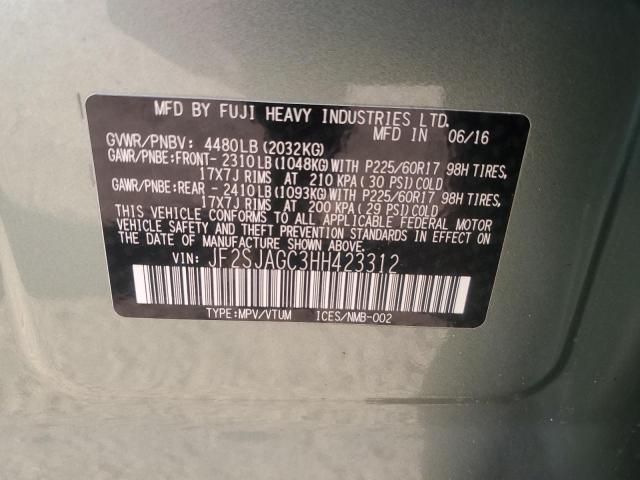 MFD BY FUJI HEAVY INDUSTRIES LTD.
MFD IN 06/16
GVWR/PNBV: 4480LB(2032KG)
GAWR/PNBE:FRONT- 2310LB(1048KG)WITH P225/60R17 98H TIRES,
17X7J RIMS AT 210 KPA(30 PSI)COLD
GAWR/PNBE:REAR - 2410LB(1093KG)WITH P225/60R17 98H TIRES,
17X7J RIMS AT 200 KPA(29 PSI)COLD
THIS VEHICLE CONFORMS TO ALL APPLICABLE FEDERAL MOTOR
VEHICLE SAFETY AND THEFT PREVENTION STANDARDS IN EFFECT
ON THE DATE OF MANUFACTURE SHOWN ABOVE.
VIN: JF2SJAGC3HH423312
TYPE:MPV/VTUM ICES/NMB-002